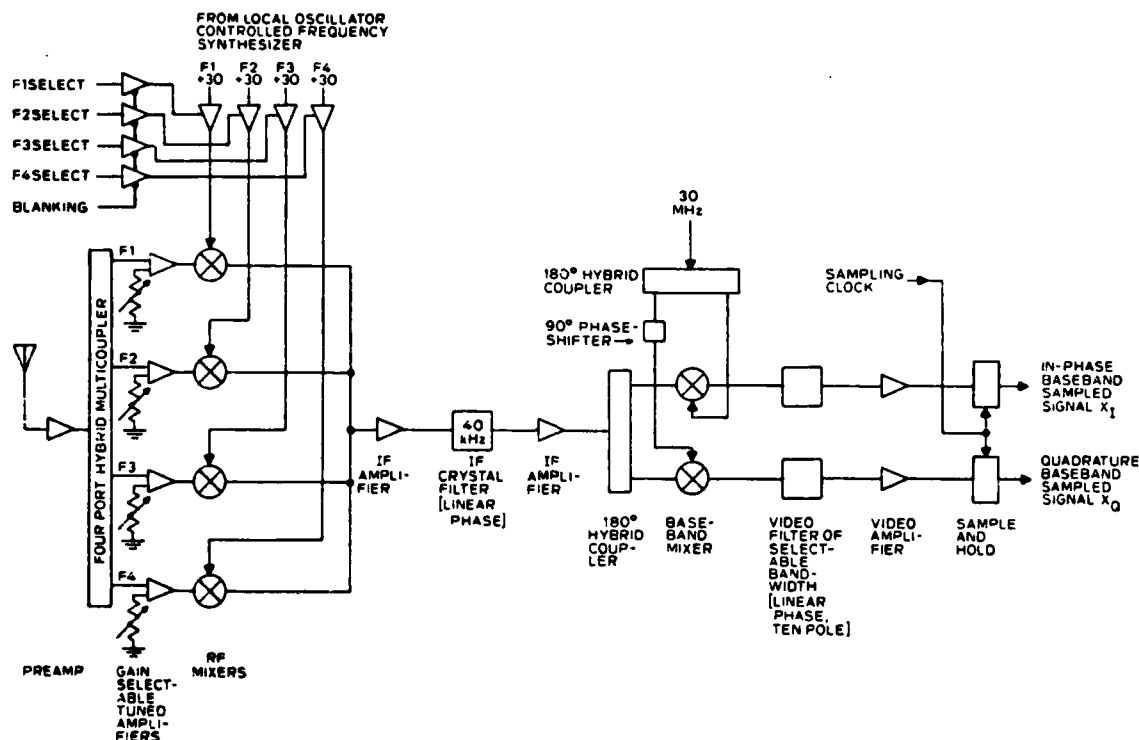 FROM LOCAL OSCILLATOR
CONTROLLED FREQUENCY
SYNTHESIZER
F1 F2 F3 F4
+30 +30 +30 +30
F1SELECT
F2SELECT
F3SELECT
F4SELECT
BLANKING
FOUR PORT HYBRID MULTICOUPLER
F1
F2
F3
F4
PREAMP
GAIN
SELECT-
ABLE
TUNED
AMPLI-
FIERS
RF
MIXERS
IF
AMPLI-
FIER
40
kHz
IF
CRYSTAL
FILTER
[LINEAR
PHASE]
IF
AMPLI-
FIER
30
MHz
180° HYBRID
COUPLER
90° PHASE-
SHIFTER
180°
HYBRID
COUP-
LER
BASE-
BAND
MIXER
VIDEO
FILTER OF
SELECT-
ABLE
BAND-
WIDTH
[LINEAR
PHASE,
TEN POLE]
VIDEO
AMPLI-
FIER
SAMPLING
CLOCK
SAMPLE
AND
HOLD
IN-PHASE
BASEBAND
SAMPLED
SIGNAL XI
QUADRATURE
BASEBAND
SAMPLED
SIGNAL XQ